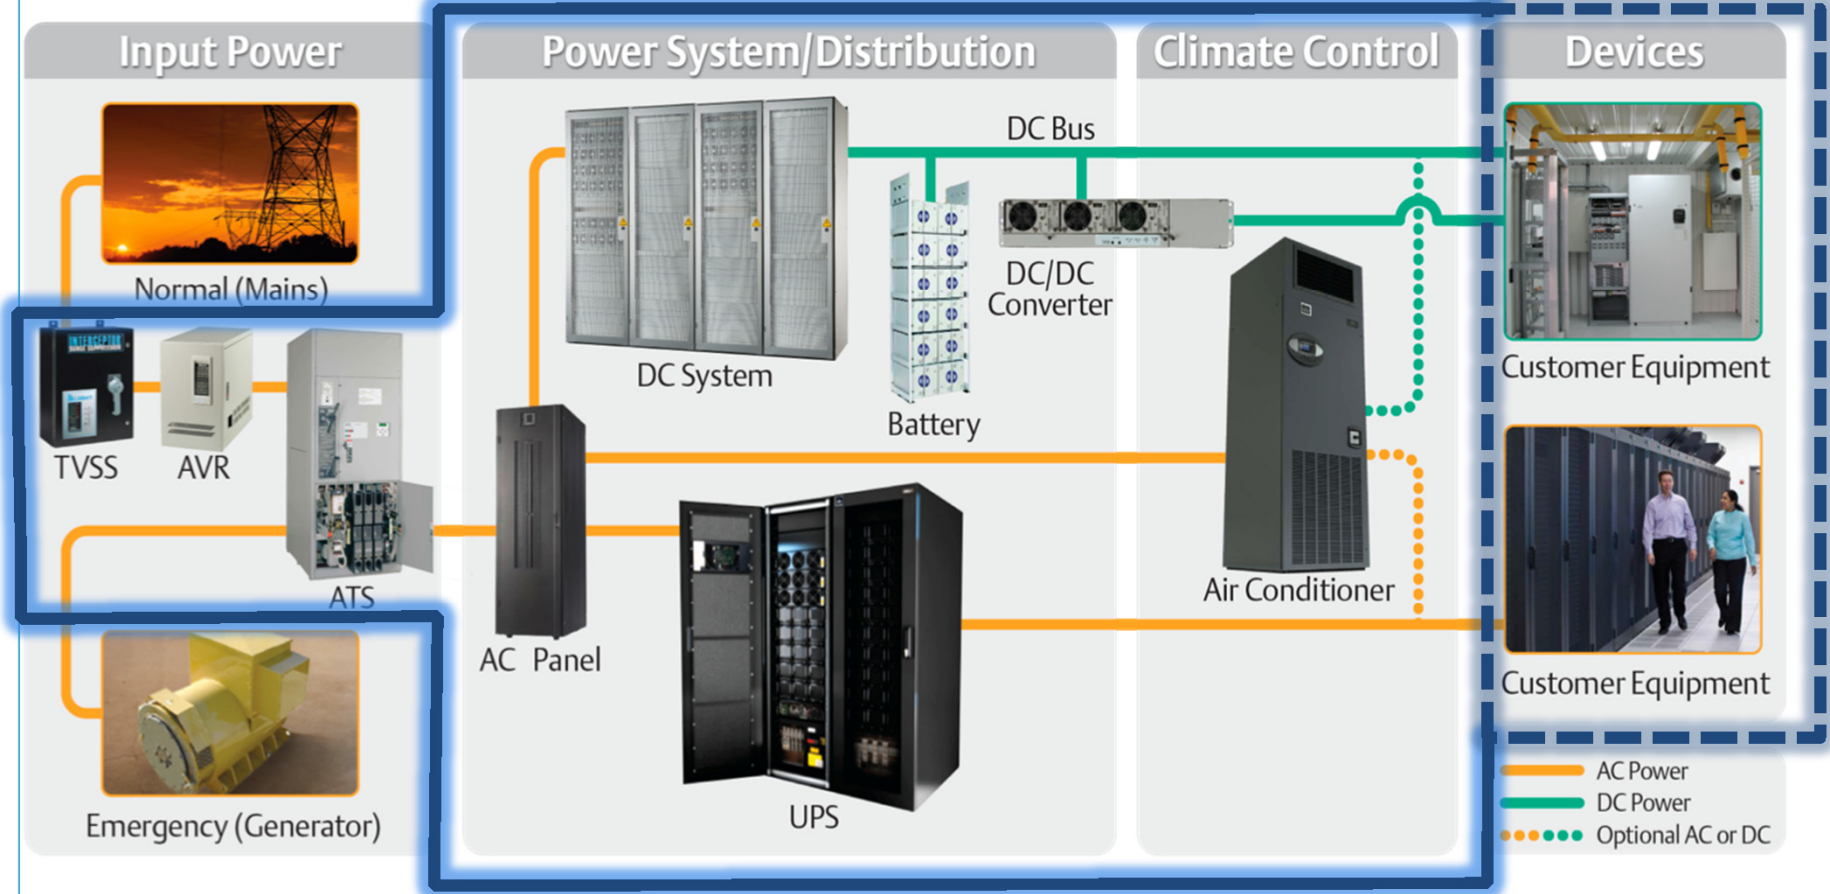 Input Power
Power System/Distribution
Climate Control
Devices
Normal (Mains)
INTERCEPTOR
TVSS
AVR
ATS
Emergency (Generator)
DC Bus
DC System
Battery
DC/DC
Converter
AC Panel
UPS
Air Conditioner
Customer Equipment
Customer Equipment
AC Power
DC Power
Optional AC or DC